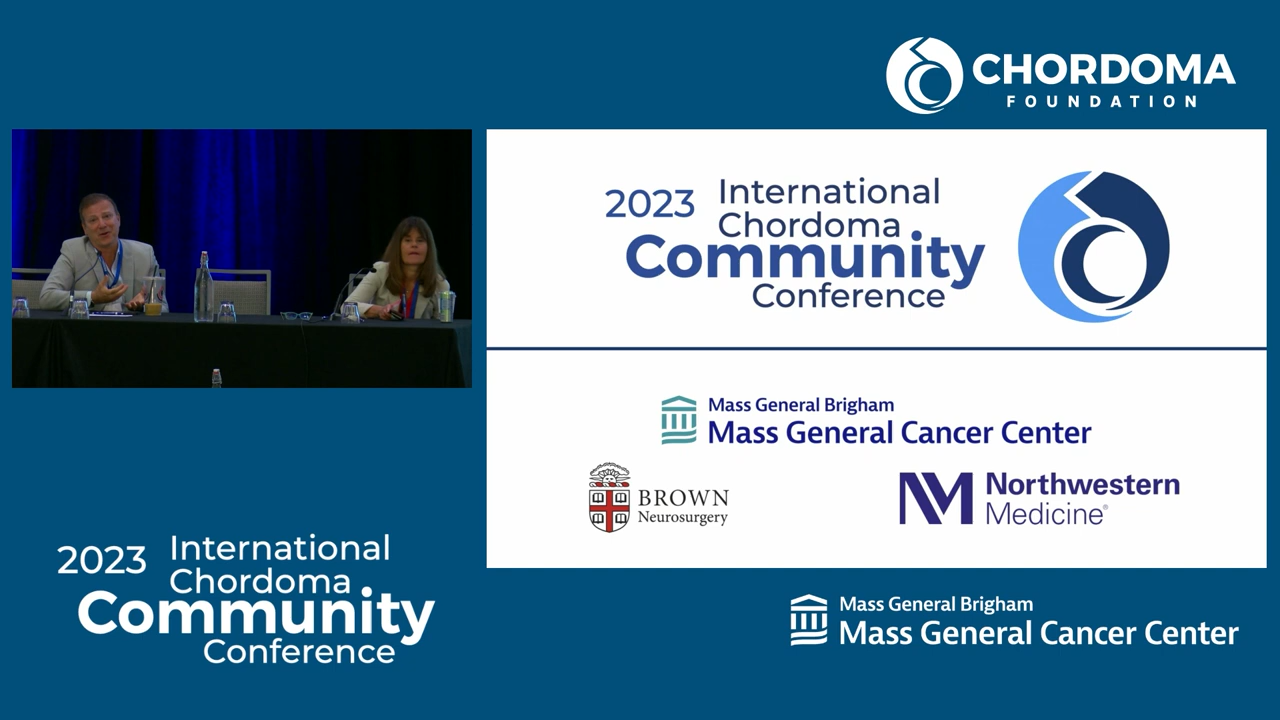 CHORDOMA
FOUNDATION
2023 International
Chordoma
Community
Conference
Mass General Brigham
Mass General Cancer Center
BROWN
Neurosurgery
Northwestern
Medicine®
2023 International
Chordoma
Community
Conference
Mass General Brigham
Mass General Cancer Center